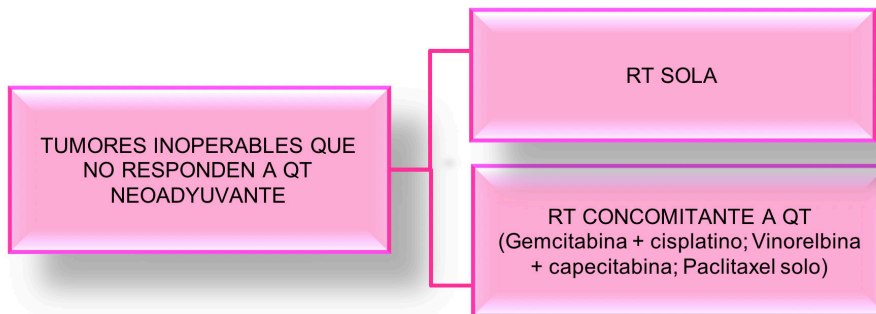 TUMORES INOPERABLES QUE
NO RESPONDEN A QT
NEOADYUVANTE
RT SOLA
RT CONCOMITANTE A QT
(Gemcitabina + cisplatino; Vinorelbina
+ capecitabina; Paclitaxel solo)